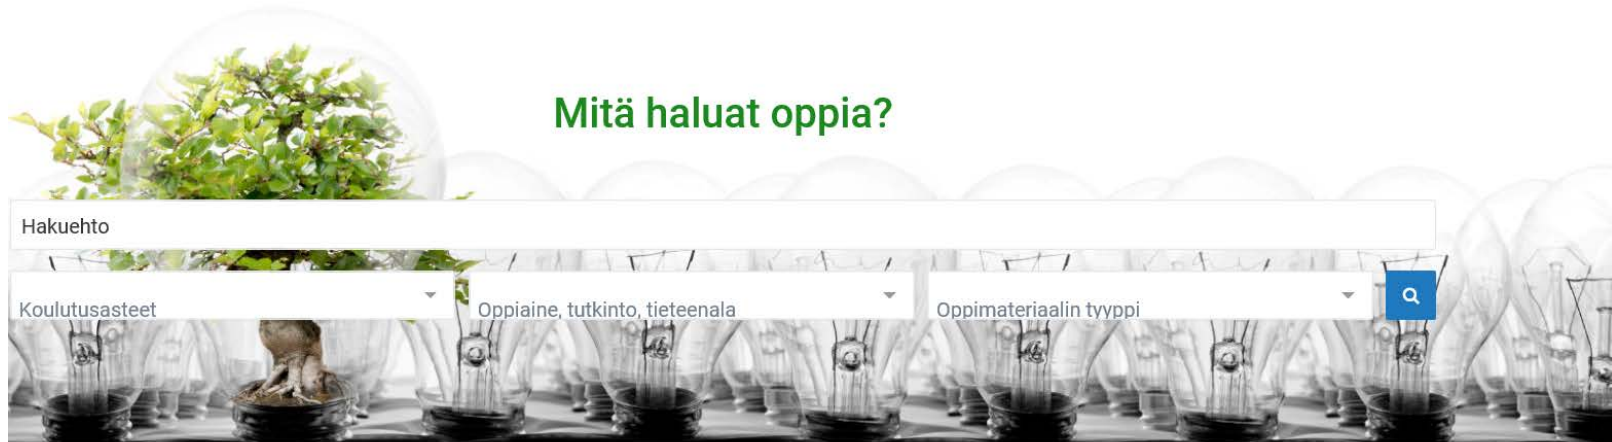 Mitä haluat oppia?
Hakuehto
Koulutusasteet
Oppiaine, tutkinto, tieteenala
Oppimateriaalin tyyppi